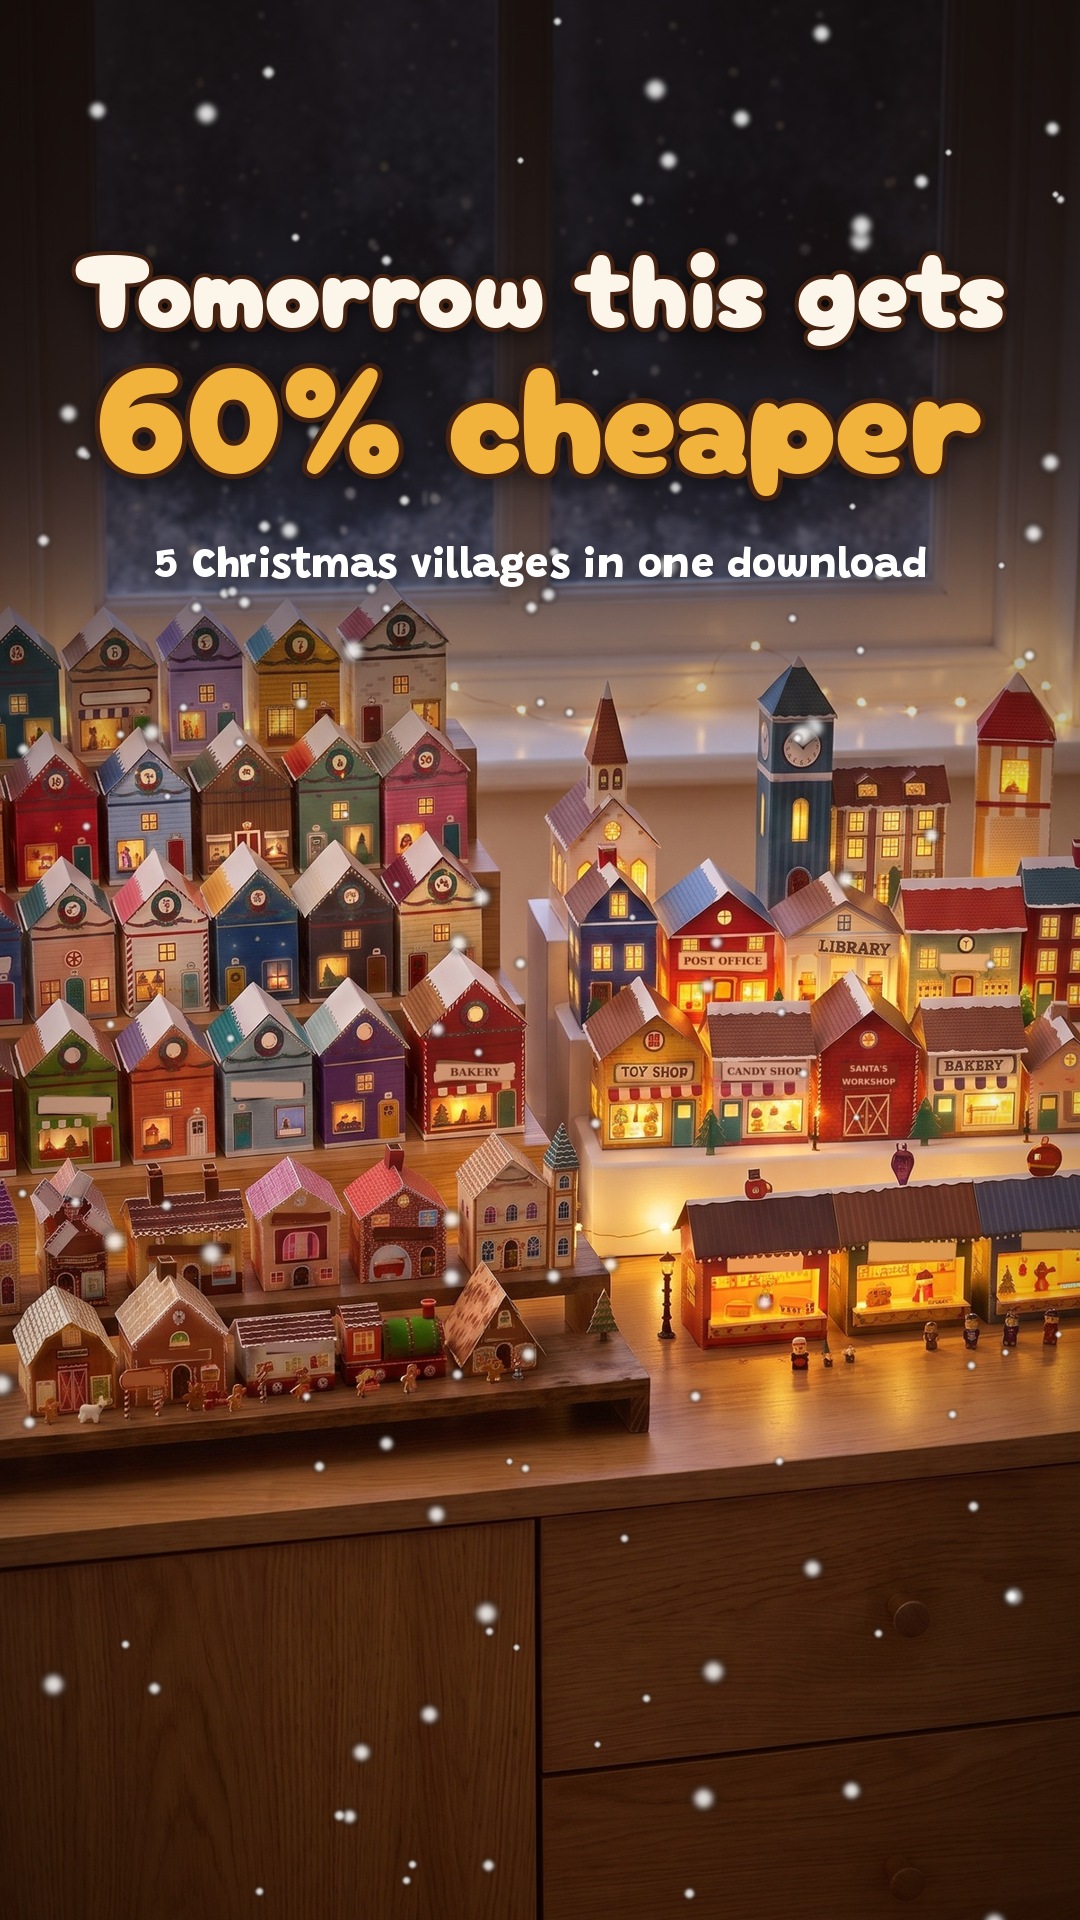 Tomorrow this gets
60% cheaper
5 Christmas villages in one download
POST OFFICE
LIBRARY
TOY SHOP
CANDY SHOP
SANTA'S
WORKSHOP
BAKERY
BAKERY